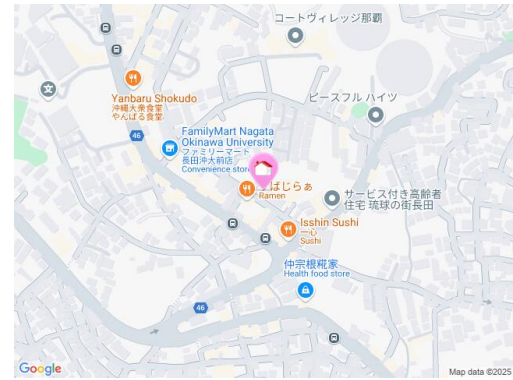 コートヴィレッジ那覇
Yanbaru Shokudo
沖縄大衆食堂
やんばる食堂
ピースフル ハイツ
46
FamilyMart Nagata
Okinawa University
ファミリーマート
長田沖大前店
Convenience store
ばじらぁ
Ramen
サービス付き高齢者
住宅 琉球の街長田
Isshin Sushi
一心
Sushi
仲宗根糀家
Health food store
46
46
Google
Map data ©2025